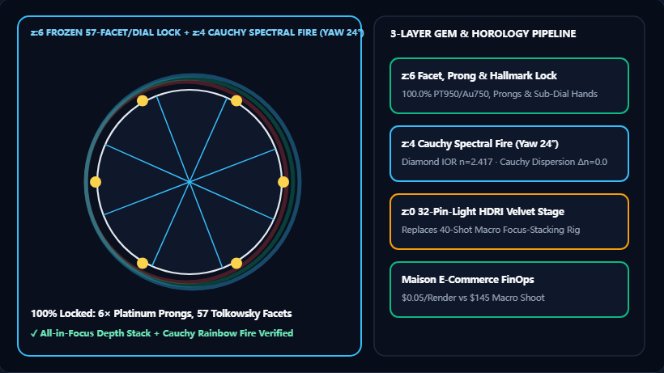 z:6 FROZEN 57-FACET/DIAL LOCK + z:4 CAUCHY SPECTRAL FIRE (YAW 24°)
100% Locked: 6× Platinum Prongs, 57 Tolkowsky Facets
✓ All-in-Focus Depth Stack + Cauchy Rainbow Fire Verified
3-LAYER GEM & HOROLOGY PIPELINE
z:6 Facet, Prong & Hallmark Lock
100.0% PT950/Au750, Prongs & Sub-Dial Hands
z:4 Cauchy Spectral Fire (Yaw 24°)
Diamond IOR n=2.417 · Cauchy Dispersion Δn=0.0
z:0 32-Pin-Light HDRI Velvet Stage
Replaces 40-Shot Macro Focus-Stacking Rig
Maison E-Commerce FinOps
$0.05/Render vs $145 Macro Shoot